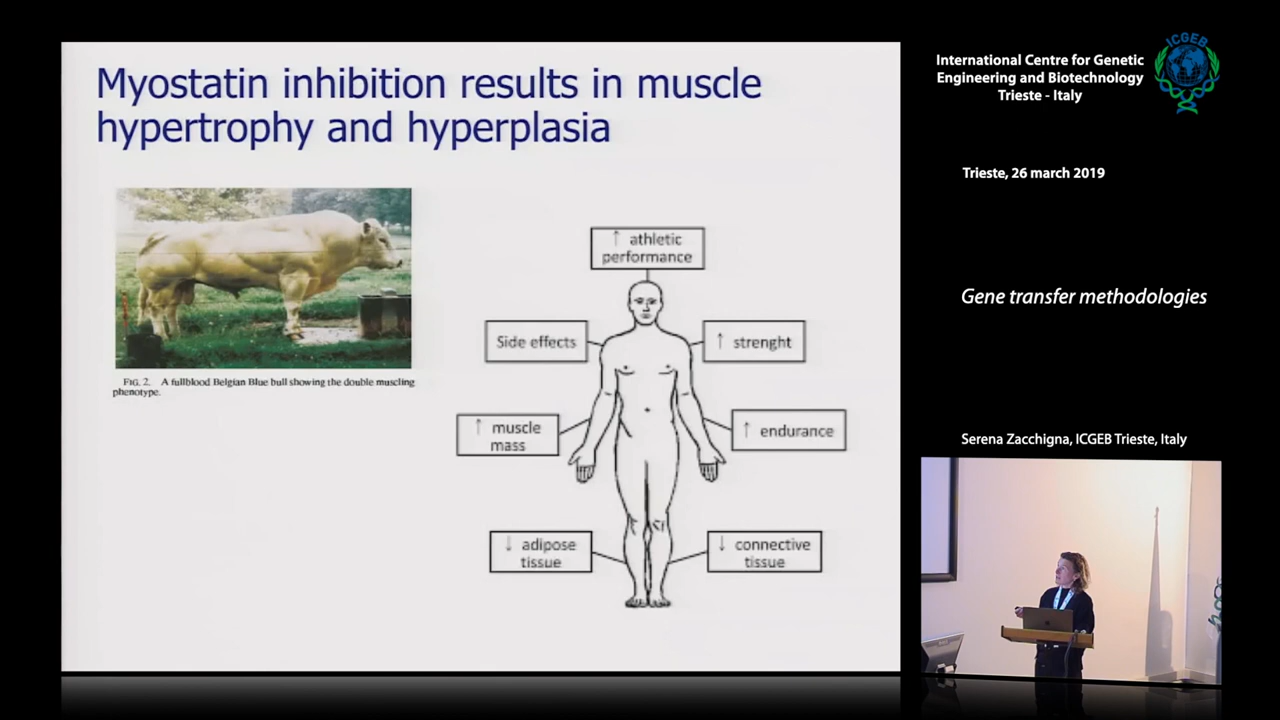 Myostatin inhibition results in muscle
hypertrophy and hyperplasia
FIG. 2. A fullblood Belgian Blue bull showing the double muscling
phenotype.
↑ athletic
performance
Side effects
↑ strenght
↑ muscle
mass
↑ endurance
↓ adipose
tissue
↓ connective
tissue
International Centre for Genetic
Engineering and Biotechnology
Trieste - Italy
ICGEB
Trieste, 26 march 2019
Gene transfer methodologies
Serena Zacchigna, ICGEB Trieste, Italy